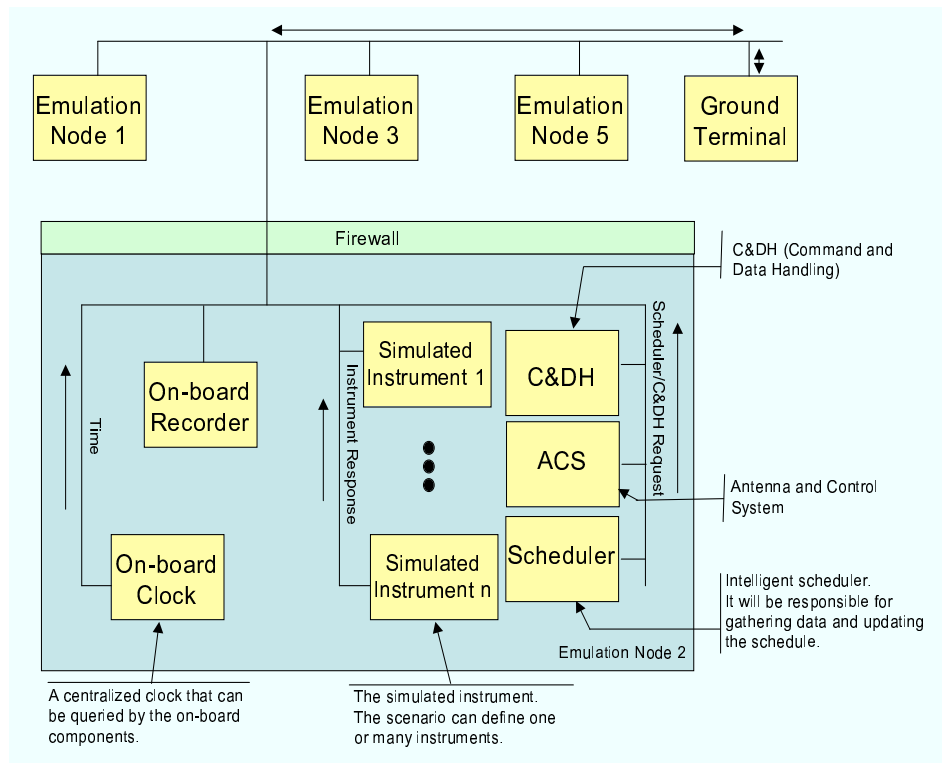 Emulation
Node 1
Emulation
Node 3
Emulation
Node 5
Ground
Terminal
Firewall
C&DH (Command and
Data Handling)
Time
On-board
Recorder
On-board
Clock
Instrument Response
Simulated
Instrument 1
Simulated
Instrument n
C&DH
ACS
Scheduler
Scheduler/C&DH Request
Antenna and Control
System
Intelligent scheduler.
It will be responsible for
gathering data and updating
the schedule.
Emulation Node 2
A centralized clock that can
be queried by the on-board
components.
The simulated instrument.
The scenario can define one
or many instruments.